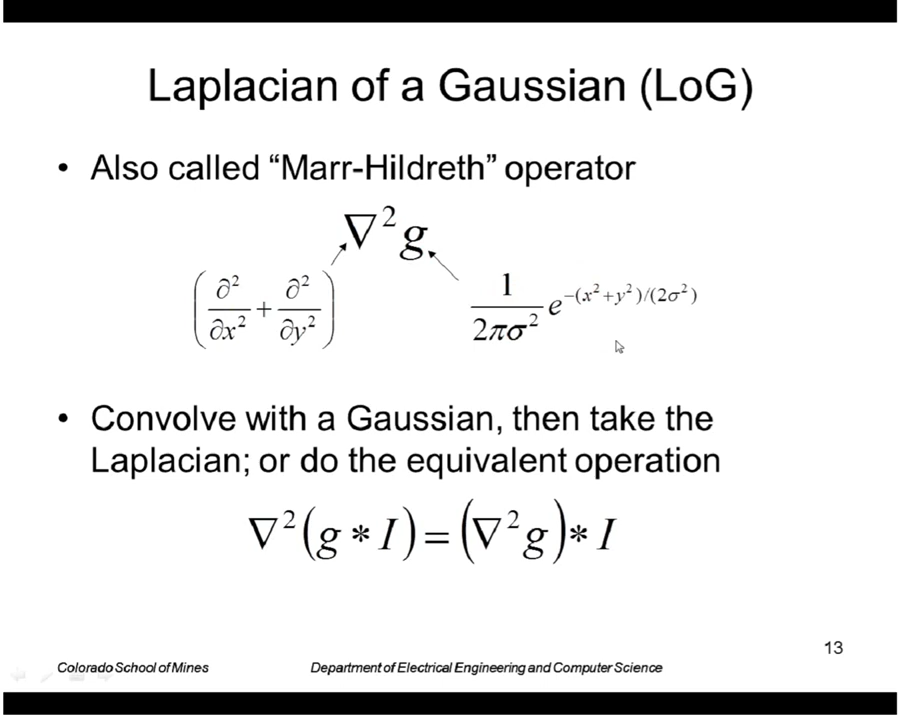 Laplacian of a Gaussian (LoG)
• Also called “Marr-Hildreth” operator
∇²g
(∂²/∂x² + ∂²/∂y²)
1/(2πσ²) e^(−(x²+y²)/(2σ²))
• Convolve with a Gaussian, then take the
Laplacian; or do the equivalent operation
∇²(g * I) = (∇²g) * I
13
Colorado School of Mines
Department of Electrical Engineering and Computer Science